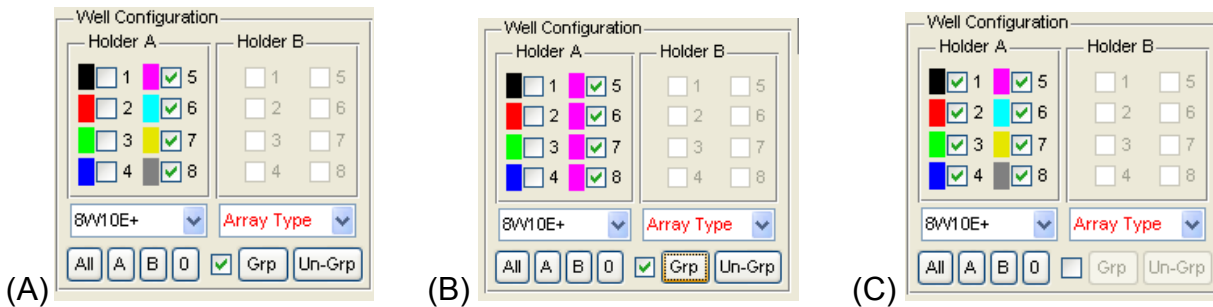 Well Configuration
Holder A Holder B
1 5 1 5
2 6 2 6
3 7 3 7
4 8 4 8
8W10E+ Array Type
All A B 0 Grp Un-Grp
(A)
Well Configuration
Holder A Holder B
1 5 1 5
2 6 2 6
3 7 3 7
4 8 4 8
8W10E+ Array Type
All A B 0 Grp Un-Grp
(B)
Well Configuration
Holder A Holder B
1 5 1 5
2 6 2 6
3 7 3 7
4 8 4 8
8W10E+ Array Type
All A B 0 Grp Un-Grp
(C)